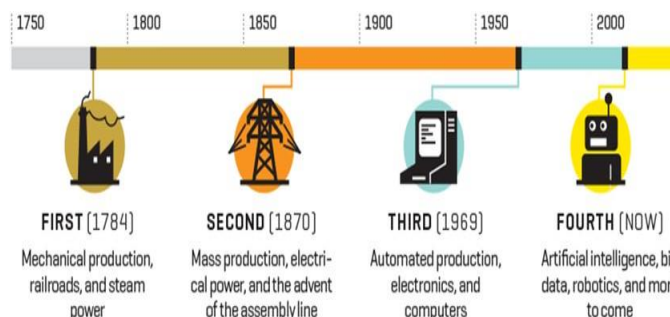 1750 1800 1850 1900 1950 2000
FIRST (1784)
Mechanical production,
railroads, and steam
power
SECOND (1870)
Mass production, electri-
cal power, and the advent
of the assembly line
THIRD (1969)
Automated production,
electronics, and
computers
FOURTH (NOW)
Artificial intelligence,
data, robotics, and
to come